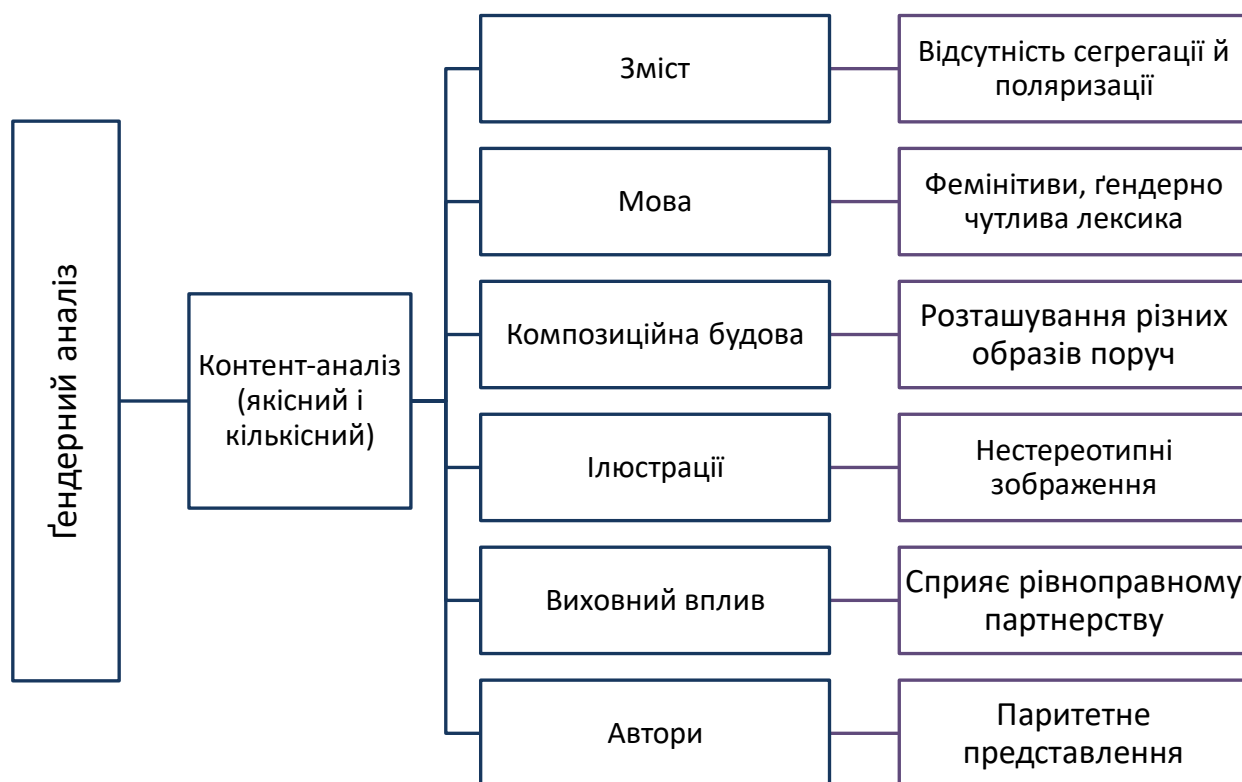 Ґендерний аналіз
Контент-аналіз
(якісний і
кількісний)
Зміст
Відсутність сегрегації й
поляризації
Мова
Фемінітиви, ґендерно
чутлива лексика
Композиційна будова
Розташування різних
образів поруч
Ілюстрації
Нестереотипні
зображення
Виховний вплив
Сприяє рівноправному
партнерству
Автори
Паритетне
представлення